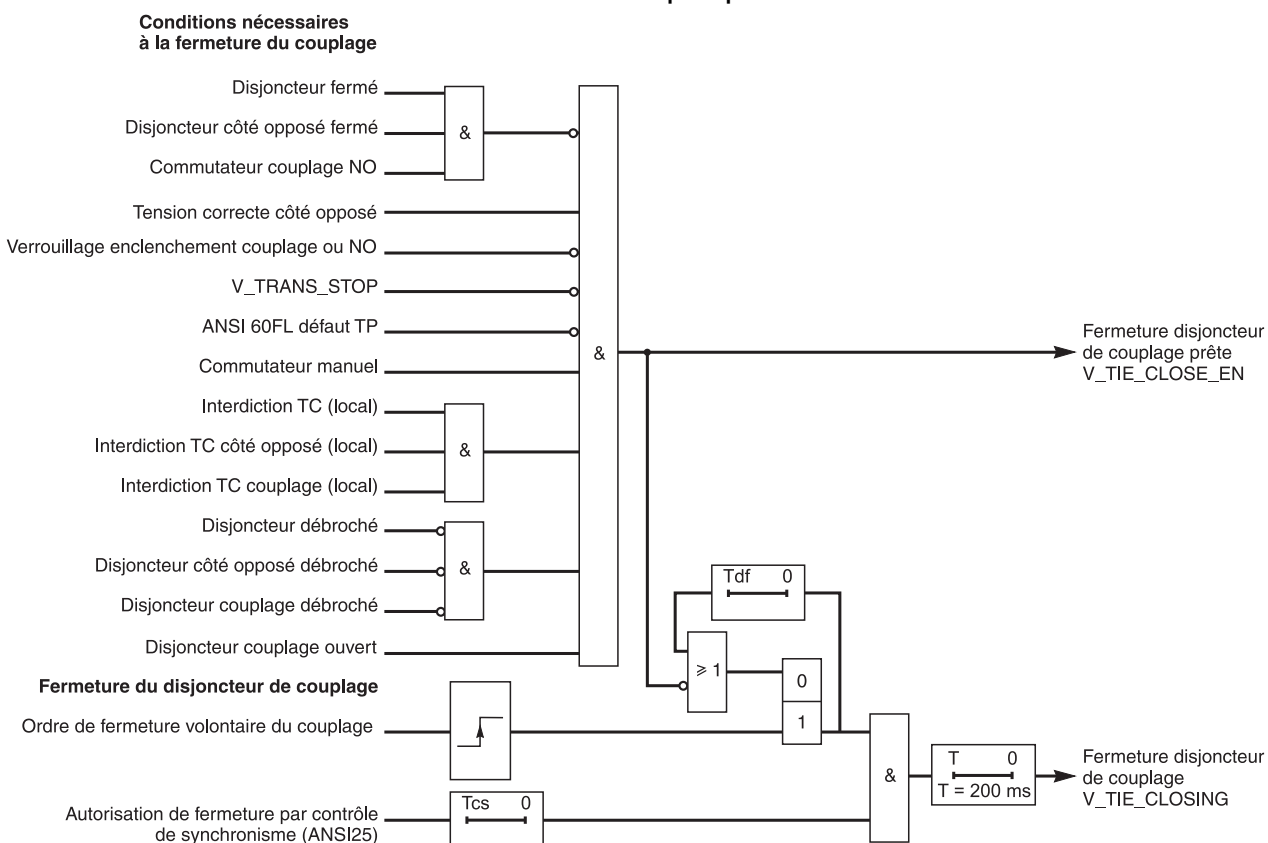 Conditions nécessaires
à la fermeture du couplage
Disjoncteur fermé
Disjoncteur côté opposé fermé
&
Commutateur couplage NO
Tension correcte côté opposé
Verrouillage enclenchement couplage ou NO
V_TRANS_STOP
ANSI 60FL défaut TP
&
Fermeture disjoncteur
de couplage prête
V_TIE_CLOSE_EN
Commutateur manuel
Interdiction TC (local)
Interdiction TC côté opposé (local)
&
Interdiction TC couplage (local)
Disjoncteur débroché
Disjoncteur côté opposé débroché
&
Disjoncteur couplage débroché
Tdf 0
Disjoncteur couplage ouvert
≥ 1
0
1
Fermeture du disjoncteur de couplage
Ordre de fermeture volontaire du couplage
&
T 0
T = 200 ms
Fermeture disjoncteur
de couplage
V_TIE_CLOSING
Tcs 0
Autorisation de fermeture par contrôle
de synchronisme (ANSI25)